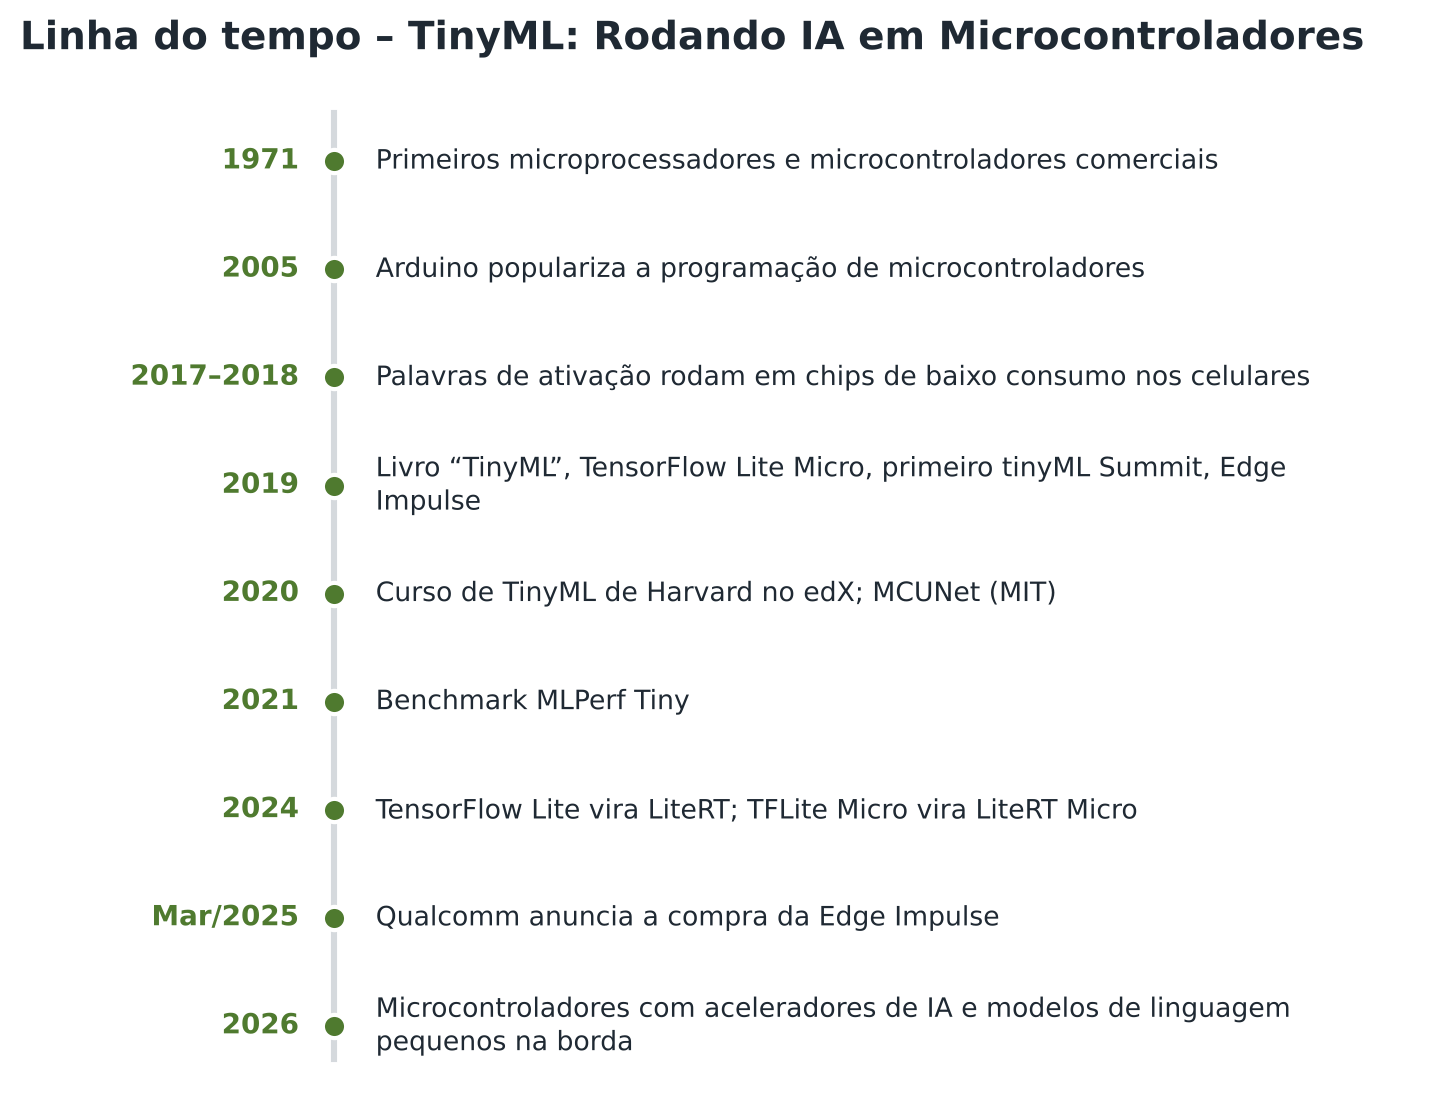 Linha do tempo – TinyML: Rodando IA em Microcontroladores
1971
Primeiros microprocessadores e microcontroladores comerciais
2005
Arduino populariza a programação de microcontroladores
2017–2018
Palavras de ativação rodam em chips de baixo consumo nos celulares
2019
Livro “TinyML”, TensorFlow Lite Micro, primeiro tinyML Summit, Edge
Impulse
2020
Curso de TinyML de Harvard no edX; MCUNet (MIT)
2021
Benchmark MLPerf Tiny
2024
TensorFlow Lite vira LiteRT; TFLite Micro vira LiteRT Micro
Mar/2025
Qualcomm anuncia a compra da Edge Impulse
2026
Microcontroladores com aceleradores de IA e modelos de linguagem
pequenos na borda